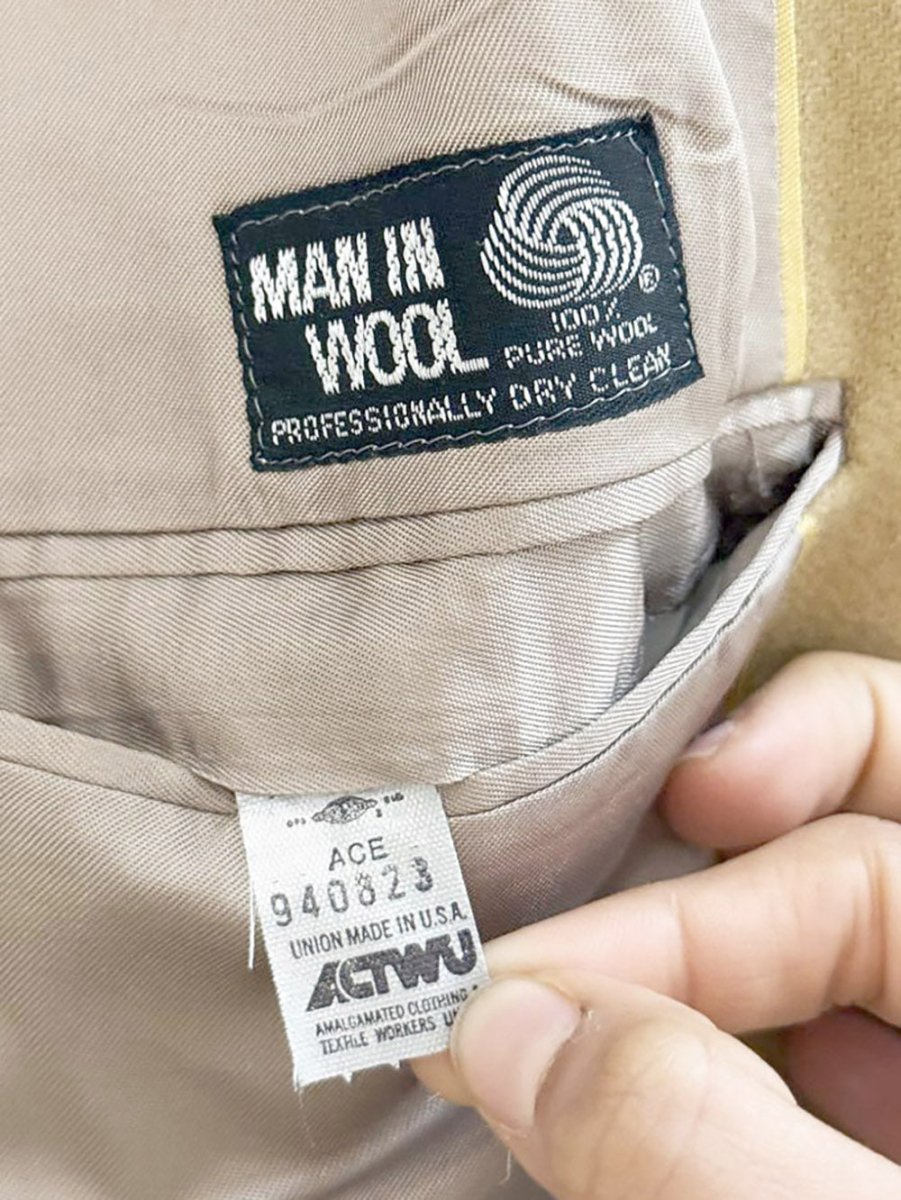 MAN IN
WOOL
®
100%
PURE WOOL
PROFESSIONALLY DRY CLEAN
ACE
940823
UNION MADE IN U.S.A.
ACTWU
AMALGAMATED CLOTHING
TEXTILE WORKERS